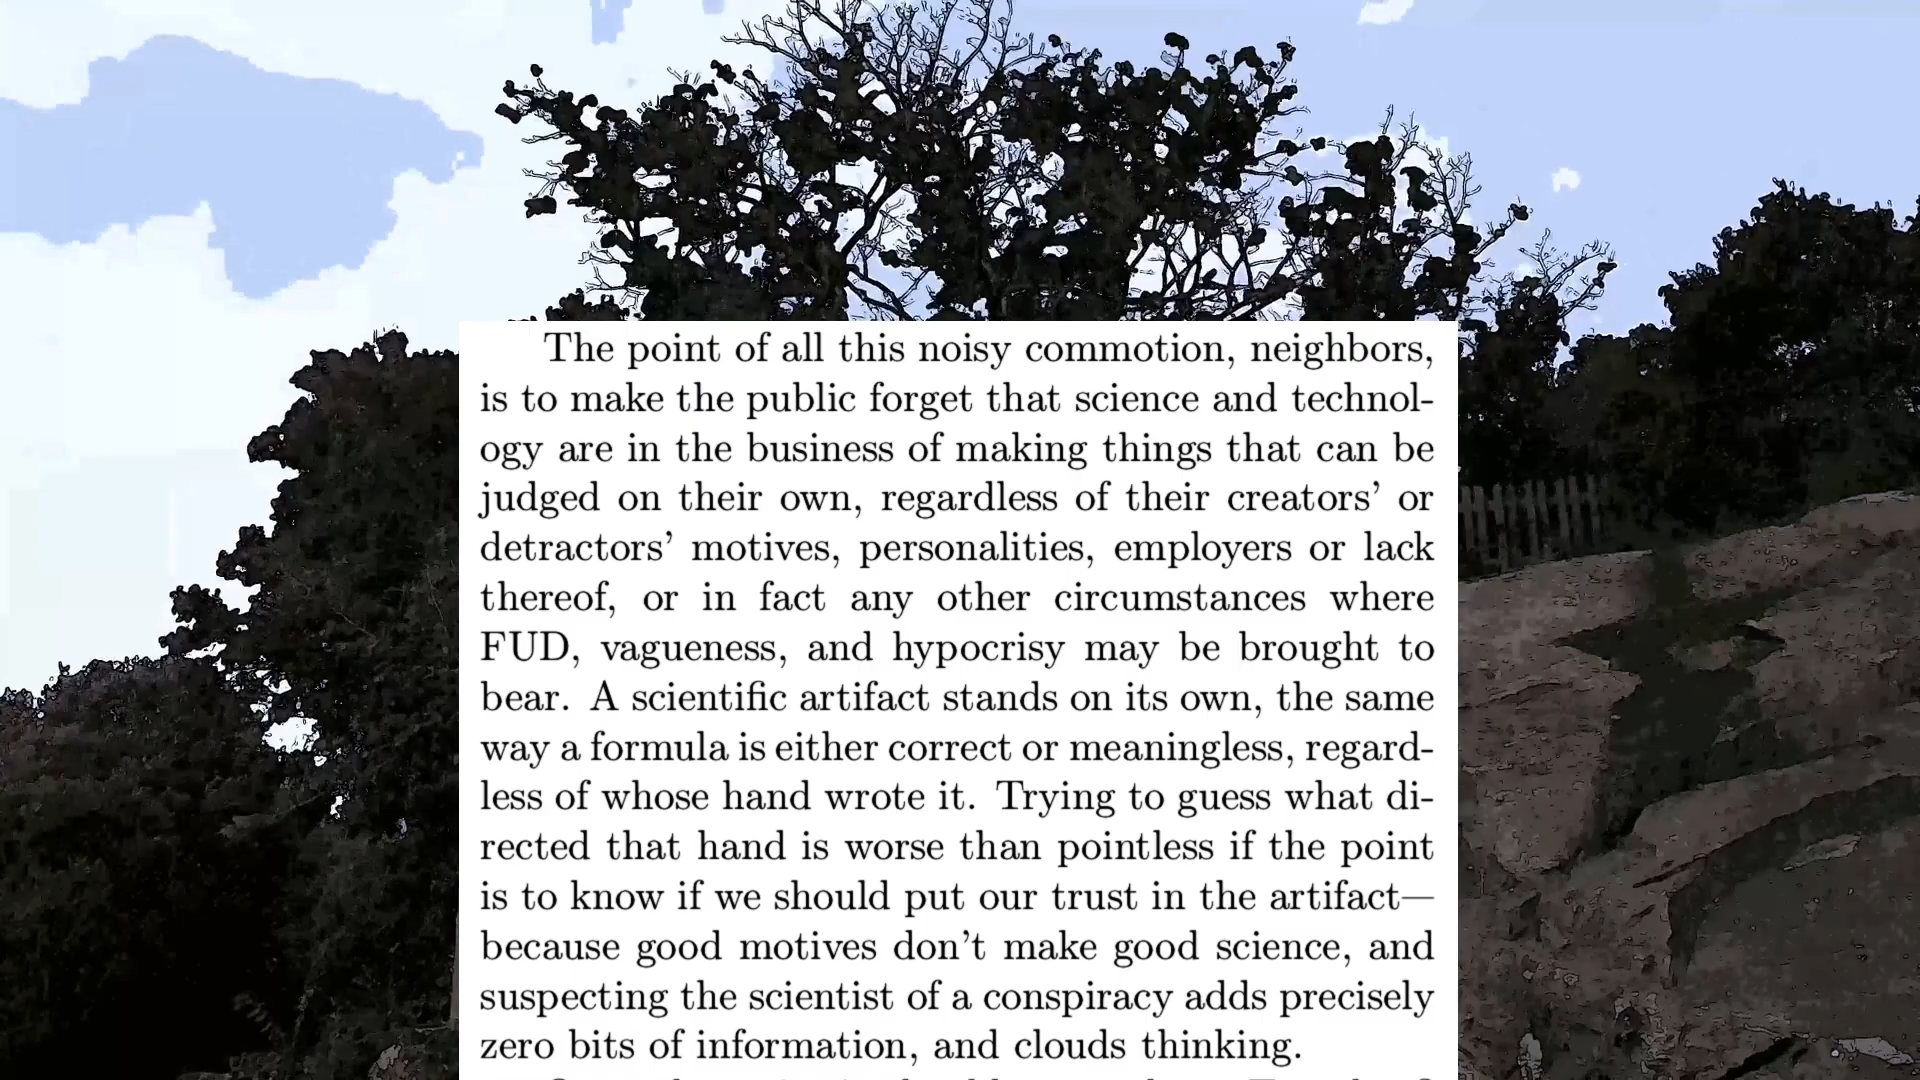 The point of all this noisy commotion, neighbors,
is to make the public forget that science and technol-
ogy are in the business of making things that can be
judged on their own, regardless of their creators' or
detractors' motives, personalities, employers or lack
thereof, or in fact any other circumstances where
FUD, vagueness, and hypocrisy may be brought to
bear. A scientific artifact stands on its own, the same
way a formula is either correct or meaningless, regard-
less of whose hand wrote it. Trying to guess what di-
rected that hand is worse than pointless if the point
is to know if we should put our trust in the artifact—
because good motives don't make good science, and
suspecting the scientist of a conspiracy adds precisely
zero bits of information, and clouds thinking.